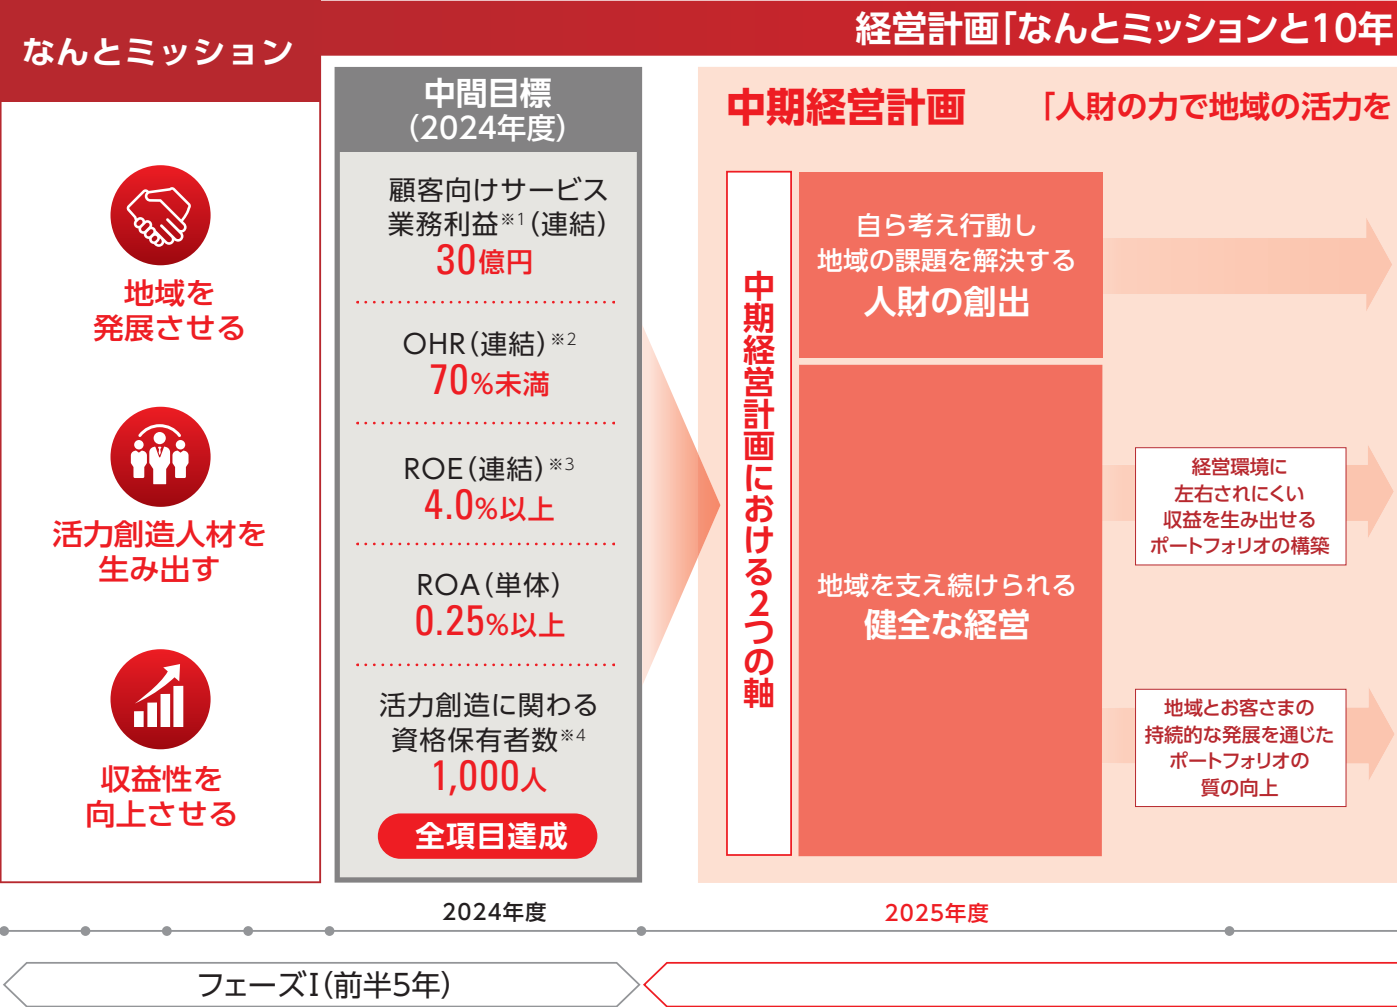 なんとミッション
経営計画「なんとミッションと10年
地域を
発展させる
活力創造人材を
生み出す
収益性を
向上させる
中間目標
(2024年度)
顧客向けサービス
業務利益※1(連結)
30億円
OHR(連結)※2
70%未満
ROE(連結)※3
4.0%以上
ROA(単体)
0.25%以上
活力創造に関わる
資格保有者数※4
1,000人
全項目達成
中期経営計画 「人財の力で地域の活力を
中期経営計画における2つの軸
自ら考え行動し
地域の課題を解決する
人財の創出
地域を支え続けられる
健全な経営
経営環境に
左右されにくい
収益を生み出せる
ポートフォリオの構築
地域とお客さまの
持続的な発展を通じた
ポートフォリオの
質の向上
2024年度
2025年度
フェーズI(前半5年)